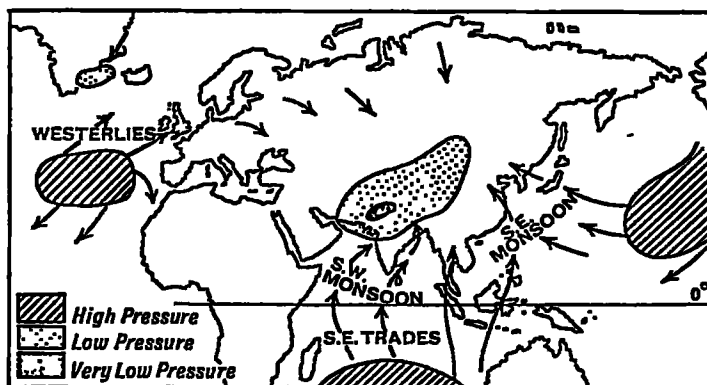 WESTERLIES
S.E.
MONSOON
S.W.
MONSOON
0°
S.E. TRADES
High Pressure
Low Pressure
Very Low Pressure